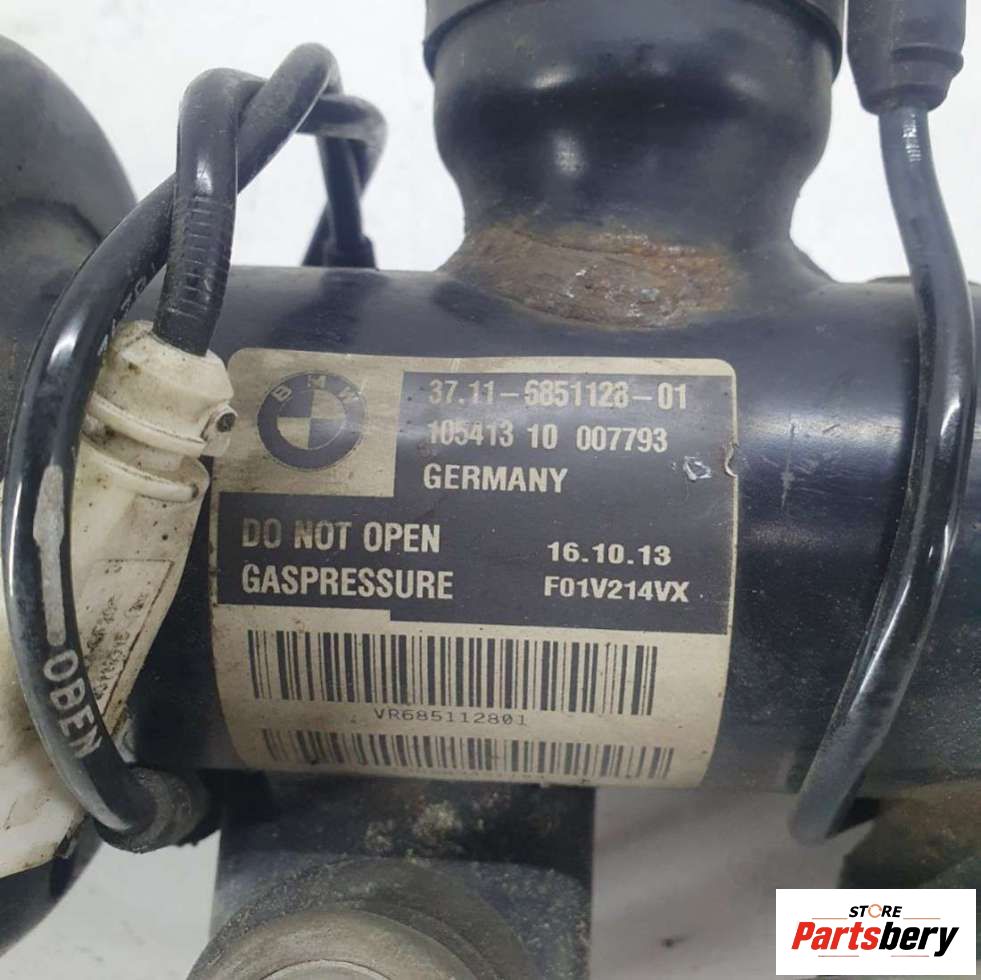 BMW
37.11-6851128-01
105413 10 007793
GERMANY
DO NOT OPEN
16.10.13
GASPRESSURE
F01V214VX
VR685112801
OBEN
STORE
Partsbery